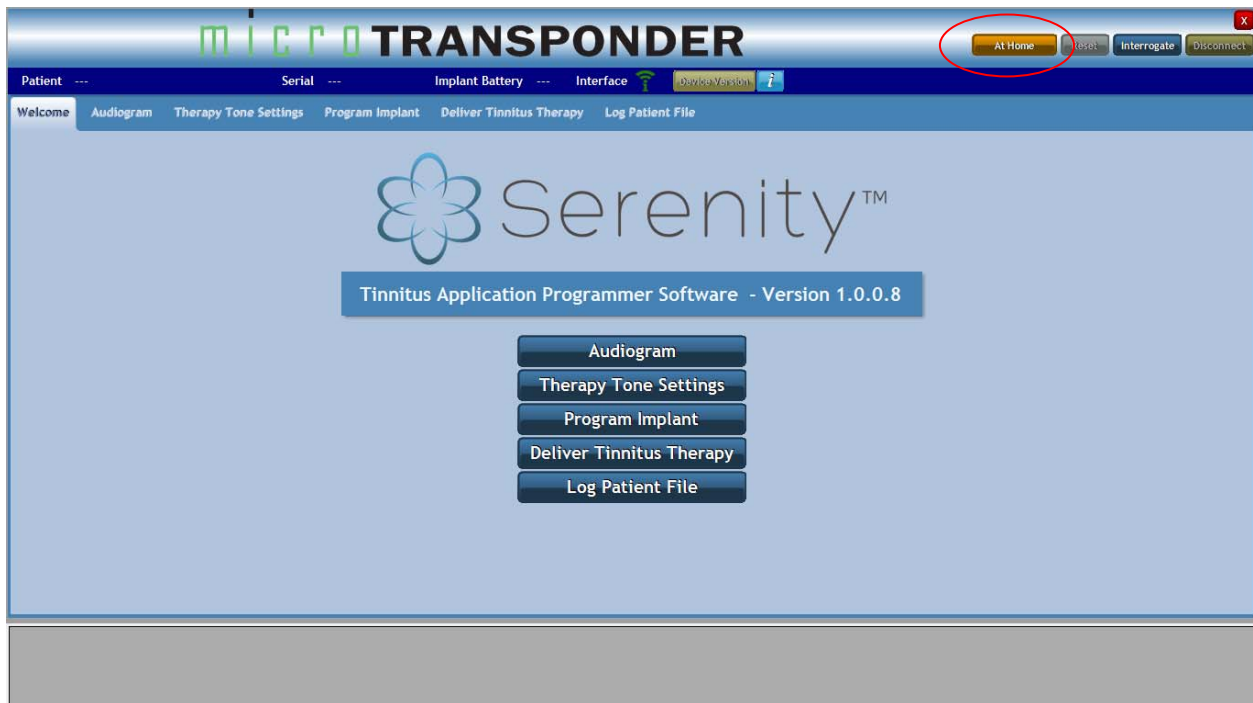 micro TRANSPONDER
X
At Home Reset Interrogate Disconnect
Patient --- Serial --- Implant Battery --- Interface Device Version i
Welcome Audiogram Therapy Tone Settings Program Implant Deliver Tinnitus Therapy Log Patient File
Serenity™
Tinnitus Application Programmer Software - Version 1.0.0.8
Audiogram
Therapy Tone Settings
Program Implant
Deliver Tinnitus Therapy
Log Patient File